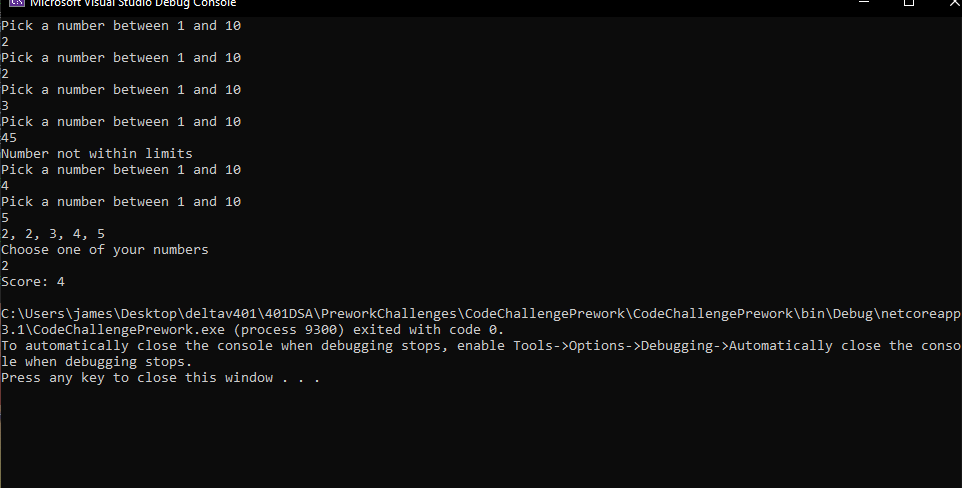 Microsoft Visual Studio Debug Console
Pick a number between 1 and 10
2
Pick a number between 1 and 10
2
Pick a number between 1 and 10
3
Pick a number between 1 and 10
45
Number not within limits
Pick a number between 1 and 10
4
Pick a number between 1 and 10
5
2, 2, 3, 4, 5
Choose one of your numbers
2
Score: 4
C:\Users\james\Desktop\deltav401\401DSA\PreworkChallenges\CodeChallengePrework\CodeChallengePrework\bin\Debug\netcoreapp
3.1\CodeChallengePrework.exe (process 9300) exited with code 0.
To automatically close the console when debugging stops, enable Tools->Options->Debugging->Automatically close the conso
le when debugging stops.
Press any key to close this window . . .